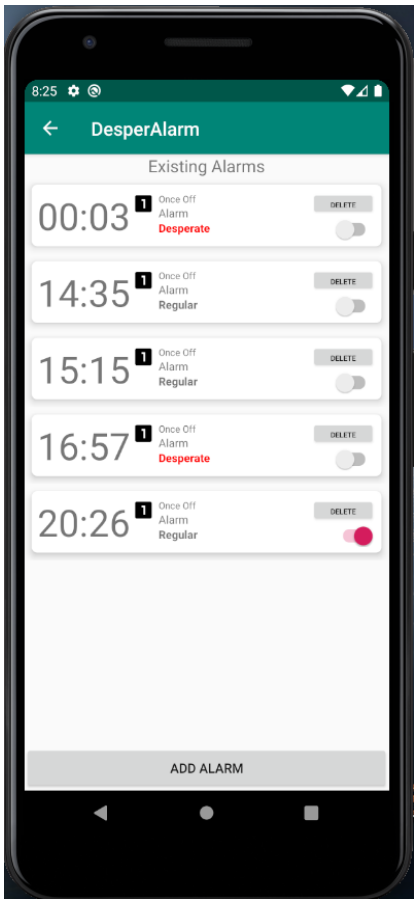 8:25
DesperAlarm
Existing Alarms
00:03 1 Once Off DELETE
Alarm
Desperate
14:35 1 Once Off DELETE
Alarm
Regular
15:15 1 Once Off DELETE
Alarm
Regular
16:57 1 Once Off DELETE
Alarm
Desperate
20:26 1 Once Off DELETE
Alarm
Regular
ADD ALARM